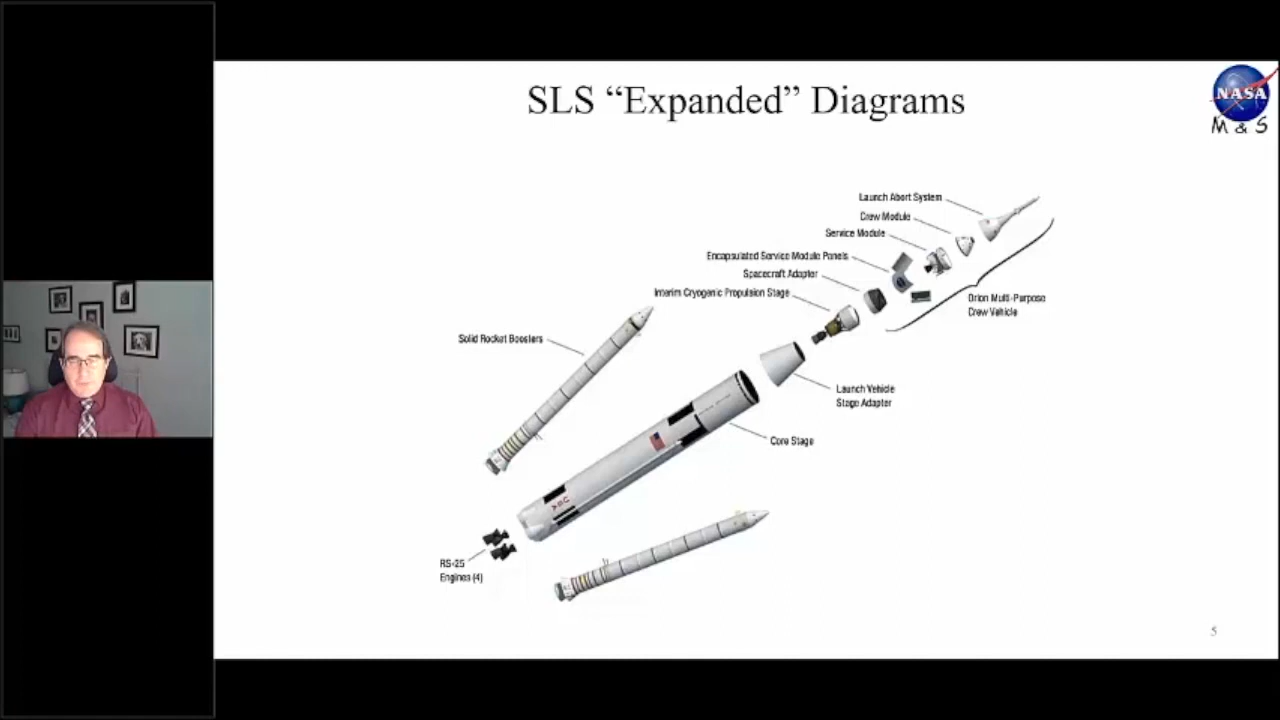 SLS “Expanded” Diagrams
NASA
M & S
Launch Abort System
Crew Module
Service Module
Encapsulated Service Module Panels
Spacecraft Adapter
Interim Cryogenic Propulsion Stage
Orion Multi-Purpose
Crew Vehicle
Solid Rocket Boosters
Launch Vehicle
Stage Adapter
Core Stage
RS-25
Engines (4)
5